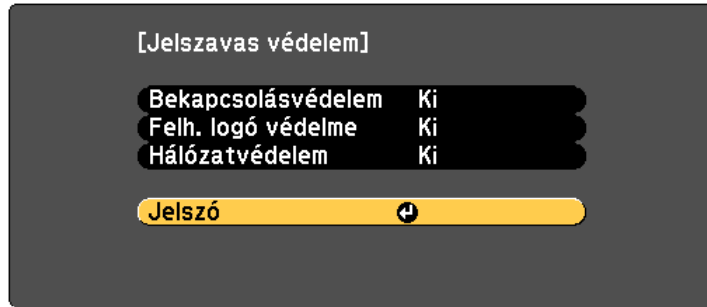 [Jelszavas védelem]
Bekapcsolásvédelem Ki
Felh. logó védelme Ki
Hálózatvédelem Ki
Jelszó